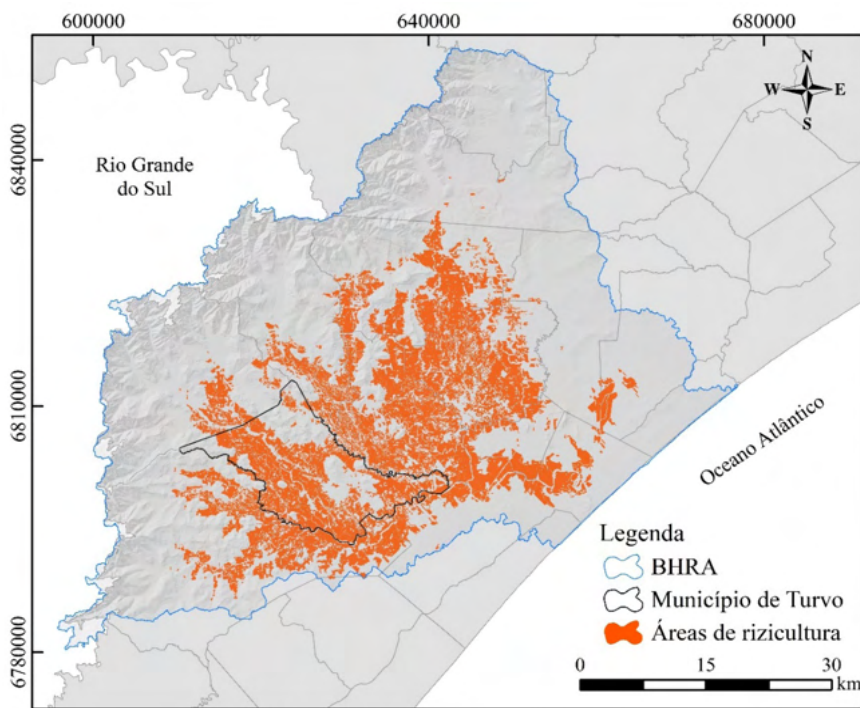 600000
640000
680000
N
W
E
S
6840000
Rio Grande
do Sul
6810000
Oceano Atlântico
Legenda
BHRA
Município de Turvo
Áreas de rizicultura
6780000
0
15
30
km